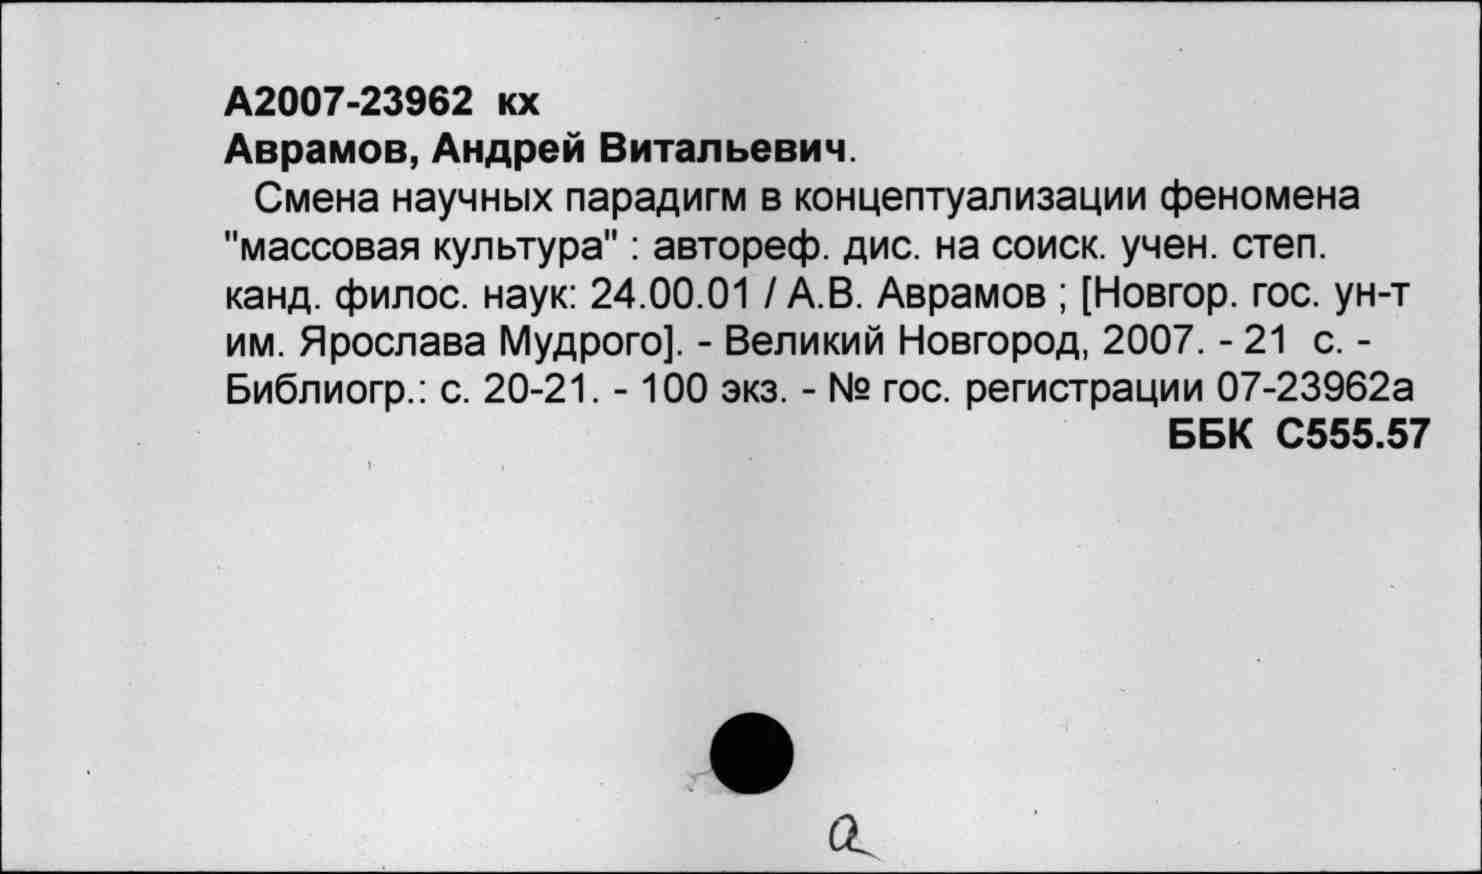 А2007-23962 кх
Аврамов, Андрей Витальевич.
Смена научных парадигм в концептуализации феномена
"массовая культура" : автореф. дис. на соиск. учен. степ.
канд. филос. наук: 24.00.01 / А.В. Аврамов ; [Новгор. гос. ун-т
им. Ярослава Мудрого]. - Великий Новгород, 2007. - 21 с. -
Библиогр.: с. 20-21. - 100 экз. - № гос. регистрации 07-23962а
ББК С555.57
а